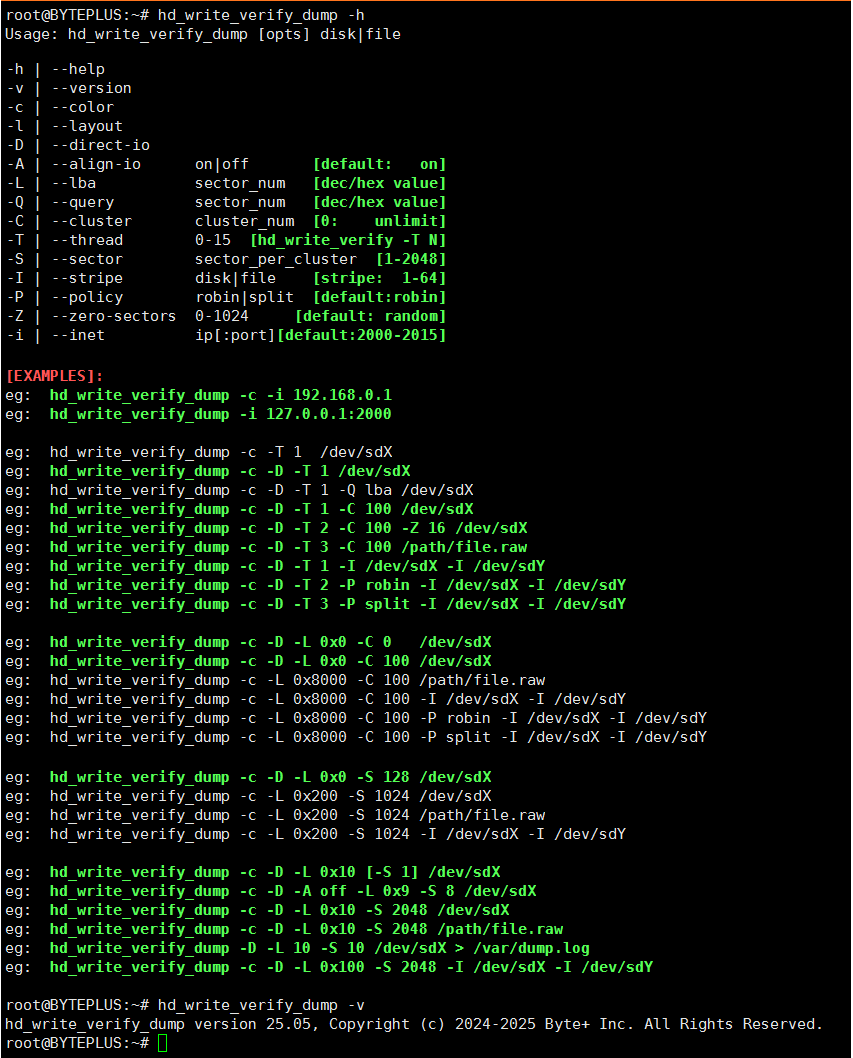 root@BYTEPLUS:~# hd_write_verify_dump -h
Usage: hd_write_verify_dump [opts] disk|file
-h | --help
-v | --version
-c | --color
-l | --layout
-D | --direct-io
-A | --align-io      on|off       [default:   on]
-L | --lba           sector_num   [dec/hex value]
-Q | --query         sector_num   [dec/hex value]
-C | --cluster       cluster_num  [0:    unlimit]
-T | --thread        0-15  [hd_write_verify -T N]
-S | --sector        sector_per_cluster  [1-2048]
-I | --stripe        disk|file    [stripe:  1-64]
-P | --policy        robin|split  [default:robin]
-Z | --zero-sectors  0-1024     [default: random]
-i | --inet          ip[:port][default:2000-2015]
[EXAMPLES]:
eg:  hd_write_verify_dump -c -i 192.168.0.1
eg:  hd_write_verify_dump -i 127.0.0.1:2000
eg:  hd_write_verify_dump -c -T 1  /dev/sdX
eg:  hd_write_verify_dump -c -D -T 1 /dev/sdX
eg:  hd_write_verify_dump -c -D -T 1 -Q lba /dev/sdX
eg:  hd_write_verify_dump -c -D -T 1 -C 100 /dev/sdX
eg:  hd_write_verify_dump -c -D -T 2 -C 100 -Z 16 /dev/sdX
eg:  hd_write_verify_dump -c -D -T 3 -C 100 /path/file.raw
eg:  hd_write_verify_dump -c -D -T 1 -I /dev/sdX -I /dev/sdY
eg:  hd_write_verify_dump -c -D -T 2 -P robin -I /dev/sdX -I /dev/sdY
eg:  hd_write_verify_dump -c -D -T 3 -P split -I /dev/sdX -I /dev/sdY
eg:  hd_write_verify_dump -c -D -L 0x0 -C 0   /dev/sdX
eg:  hd_write_verify_dump -c -D -L 0x0 -C 100 /dev/sdX
eg:  hd_write_verify_dump -c -L 0x8000 -C 100 /path/file.raw
eg:  hd_write_verify_dump -c -L 0x8000 -C 100 -I /dev/sdX -I /dev/sdY
eg:  hd_write_verify_dump -c -L 0x8000 -C 100 -P robin -I /dev/sdX -I /dev/sdY
eg:  hd_write_verify_dump -c -L 0x8000 -C 100 -P split -I /dev/sdX -I /dev/sdY
eg:  hd_write_verify_dump -c -D -L 0x0 -S 128 /dev/sdX
eg:  hd_write_verify_dump -c -L 0x200 -S 1024 /dev/sdX
eg:  hd_write_verify_dump -c -L 0x200 -S 1024 /path/file.raw
eg:  hd_write_verify_dump -c -L 0x200 -S 1024 -I /dev/sdX -I /dev/sdY
eg:  hd_write_verify_dump -c -D -L 0x10 [-S 1] /dev/sdX
eg:  hd_write_verify_dump -c -D -A off -L 0x9 -S 8 /dev/sdX
eg:  hd_write_verify_dump -c -D -L 0x10 -S 2048 /dev/sdX
eg:  hd_write_verify_dump -c -D -L 0x10 -S 2048 /path/file.raw
eg:  hd_write_verify_dump -D -L 10 -S 10 /dev/sdX > /var/dump.log
eg:  hd_write_verify_dump -c -D -L 0x100 -S 2048 -I /dev/sdX -I /dev/sdY
root@BYTEPLUS:~# hd_write_verify_dump -v
hd_write_verify_dump version 25.05, Copyright (c) 2024-2025 Byte+ Inc. All Rights Reserved.
root@BYTEPLUS:~#